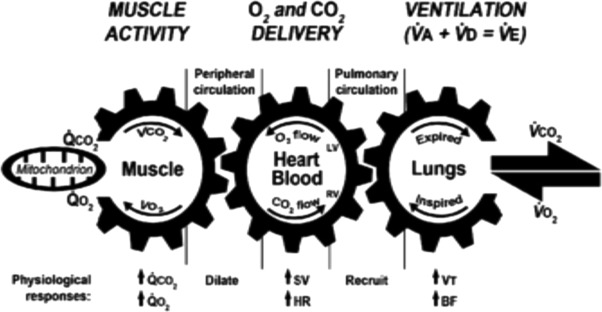 MUSCLE ACTIVITY
O₂ and CO₂ DELIVERY
VENTILATION
(V̇A + V̇D = V̇E)
Peripheral circulation
Pulmonary circulation
Q̇CO₂
Mitochondrion
Q̇O₂
V̇CO₂
Muscle
V̇O₂
O₂ flow
LV
Heart Blood
RV
CO₂ flow
Expired
Lungs
Inspired
V̇CO₂
V̇O₂
Physiological responses:
↑ Q̇CO₂
↑ Q̇O₂
Dilate
↑ SV
↑ HR
Recruit
↑ VT
↑ BF